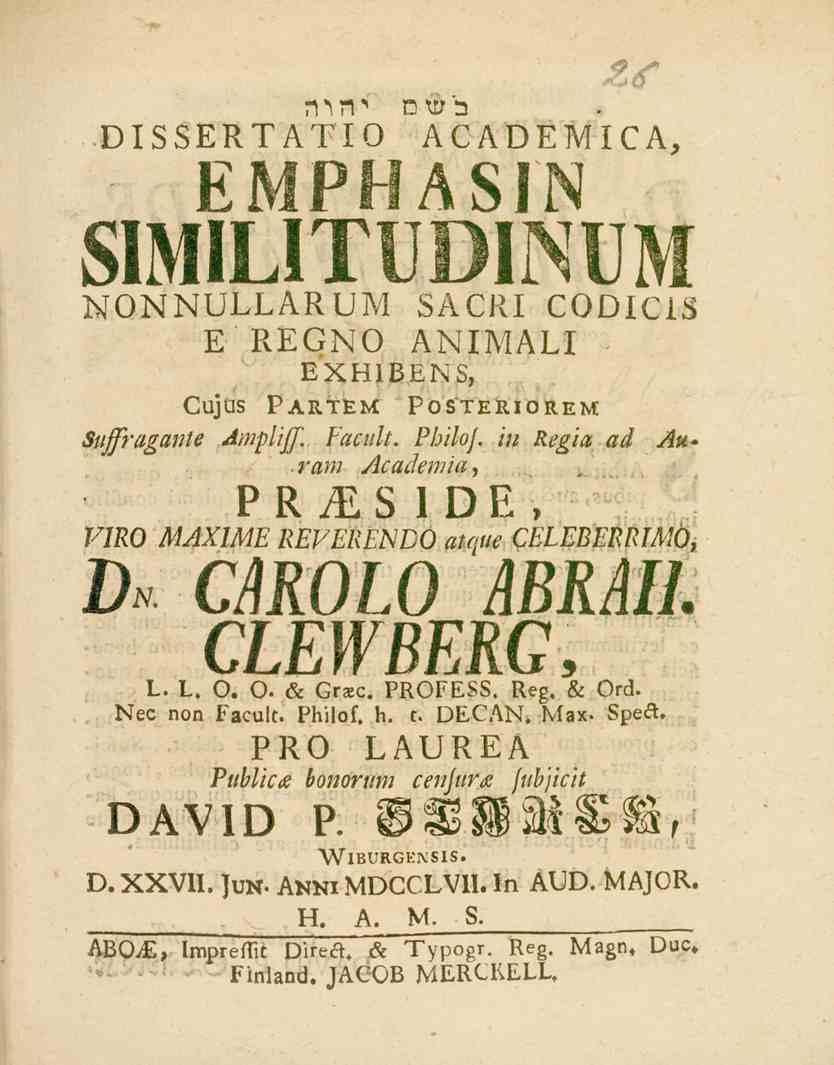 בשם יהוה 26
DISSERTATIO ACADEMICA,
EMPHASIN
SIMILITUDINUM
NONNULLARUM SACRI CODICIS
E REGNO ANIMALI
EXHIBENS,
Cujus PARTEM POSTERIOREM
Suffragante Ampliſſ. Facult. Philoſ. in Regia ad Au-
ram Academia,
PRÆSIDE,
VIRO MAXIME REVERENDO atque CELEBERRIMO,
DN. CAROLO ABRAH.
CLEWBERG,
L. L. O. O. & Græc. PROFESS. Reg. & Ord.
Nec non Facult. Philoſ. h. t. DECAN. Max. Spect.
PRO LAUREA
Publicæ bonorum cenſuræ ſubjicit
DAVID P.
WIBURGENSIS.
D. XXVII. JUN. ANNI MDCCLVII. In AUD. MAJOR.
H. A. M. S.
ABOÆ, Impreſſit Direct. & Typogr. Reg. Magn. Duc.
Finland. JACOB MERCKELL.